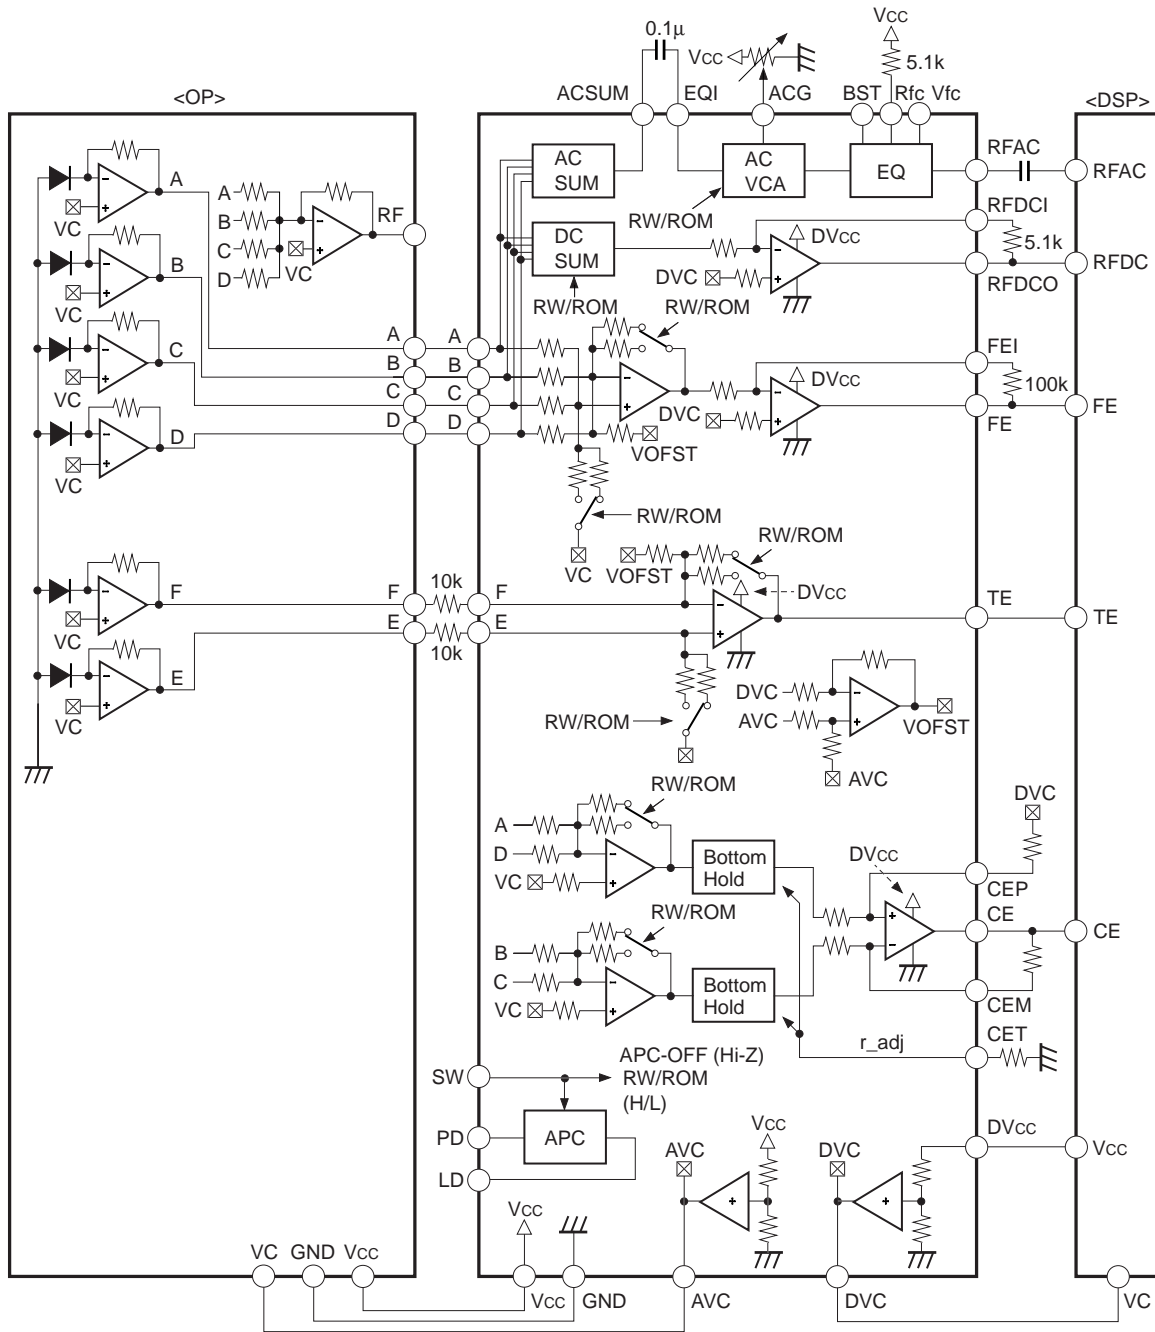 0.1μ
VCC
VCC
5.1k
<OP>
ACSUM
EQI
ACG
BST
Rfc
Vfc
<DSP>
A
VC
A
B
C
D
VC
RF
AC
SUM
AC
VCA
EQ
RW/ROM
RFAC
RFAC
RFDCI
B
VC
DC
SUM
RW/ROM
DVCC
DVC
5.1k
RFDCO
RFDC
C
VC
A
A
B
B
C
C
D
D
RW/ROM
DVC
VOFST
DVCC
FEI
100k
FE
FE
D
VC
RW/ROM
VC
VOFST
RW/ROM
DVCC
F
VC
F
10k
F
E
10k
E
TE
TE
E
VC
RW/ROM
DVC
AVC
VOFST
AVC
RW/ROM
A
D
VC
Bottom
Hold
DVC
DVCC
CEP
CE
CE
RW/ROM
B
C
VC
Bottom
Hold
CEM
CET
r_adj
SW
APC-OFF (Hi-Z)
RW/ROM
(H/L)
PD
APC
LD
AVC
VCC
DVC
DVCC
VCC
VCC
VC
GND
VCC
VCC
GND
AVC
DVC
VC